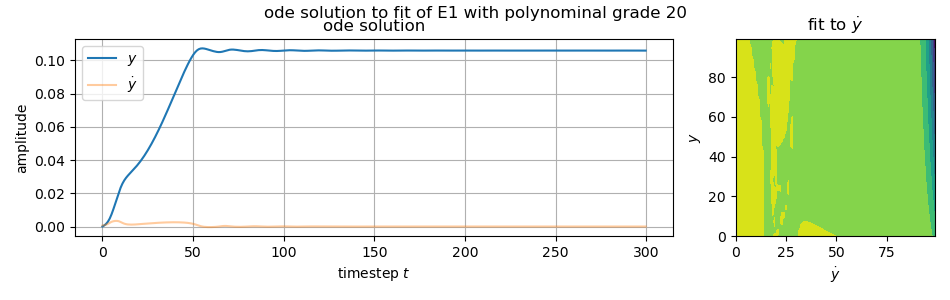 ode solution to fit of E1 with polynominal grade 20
ode solution
fit to ẏ
y
ẏ
amplitude
0.10
0.08
0.06
0.04
0.02
0.00
0 50 100 150 200 250 300
timestep t
y
80
60
40
20
0
0 25 50 75
ẏ